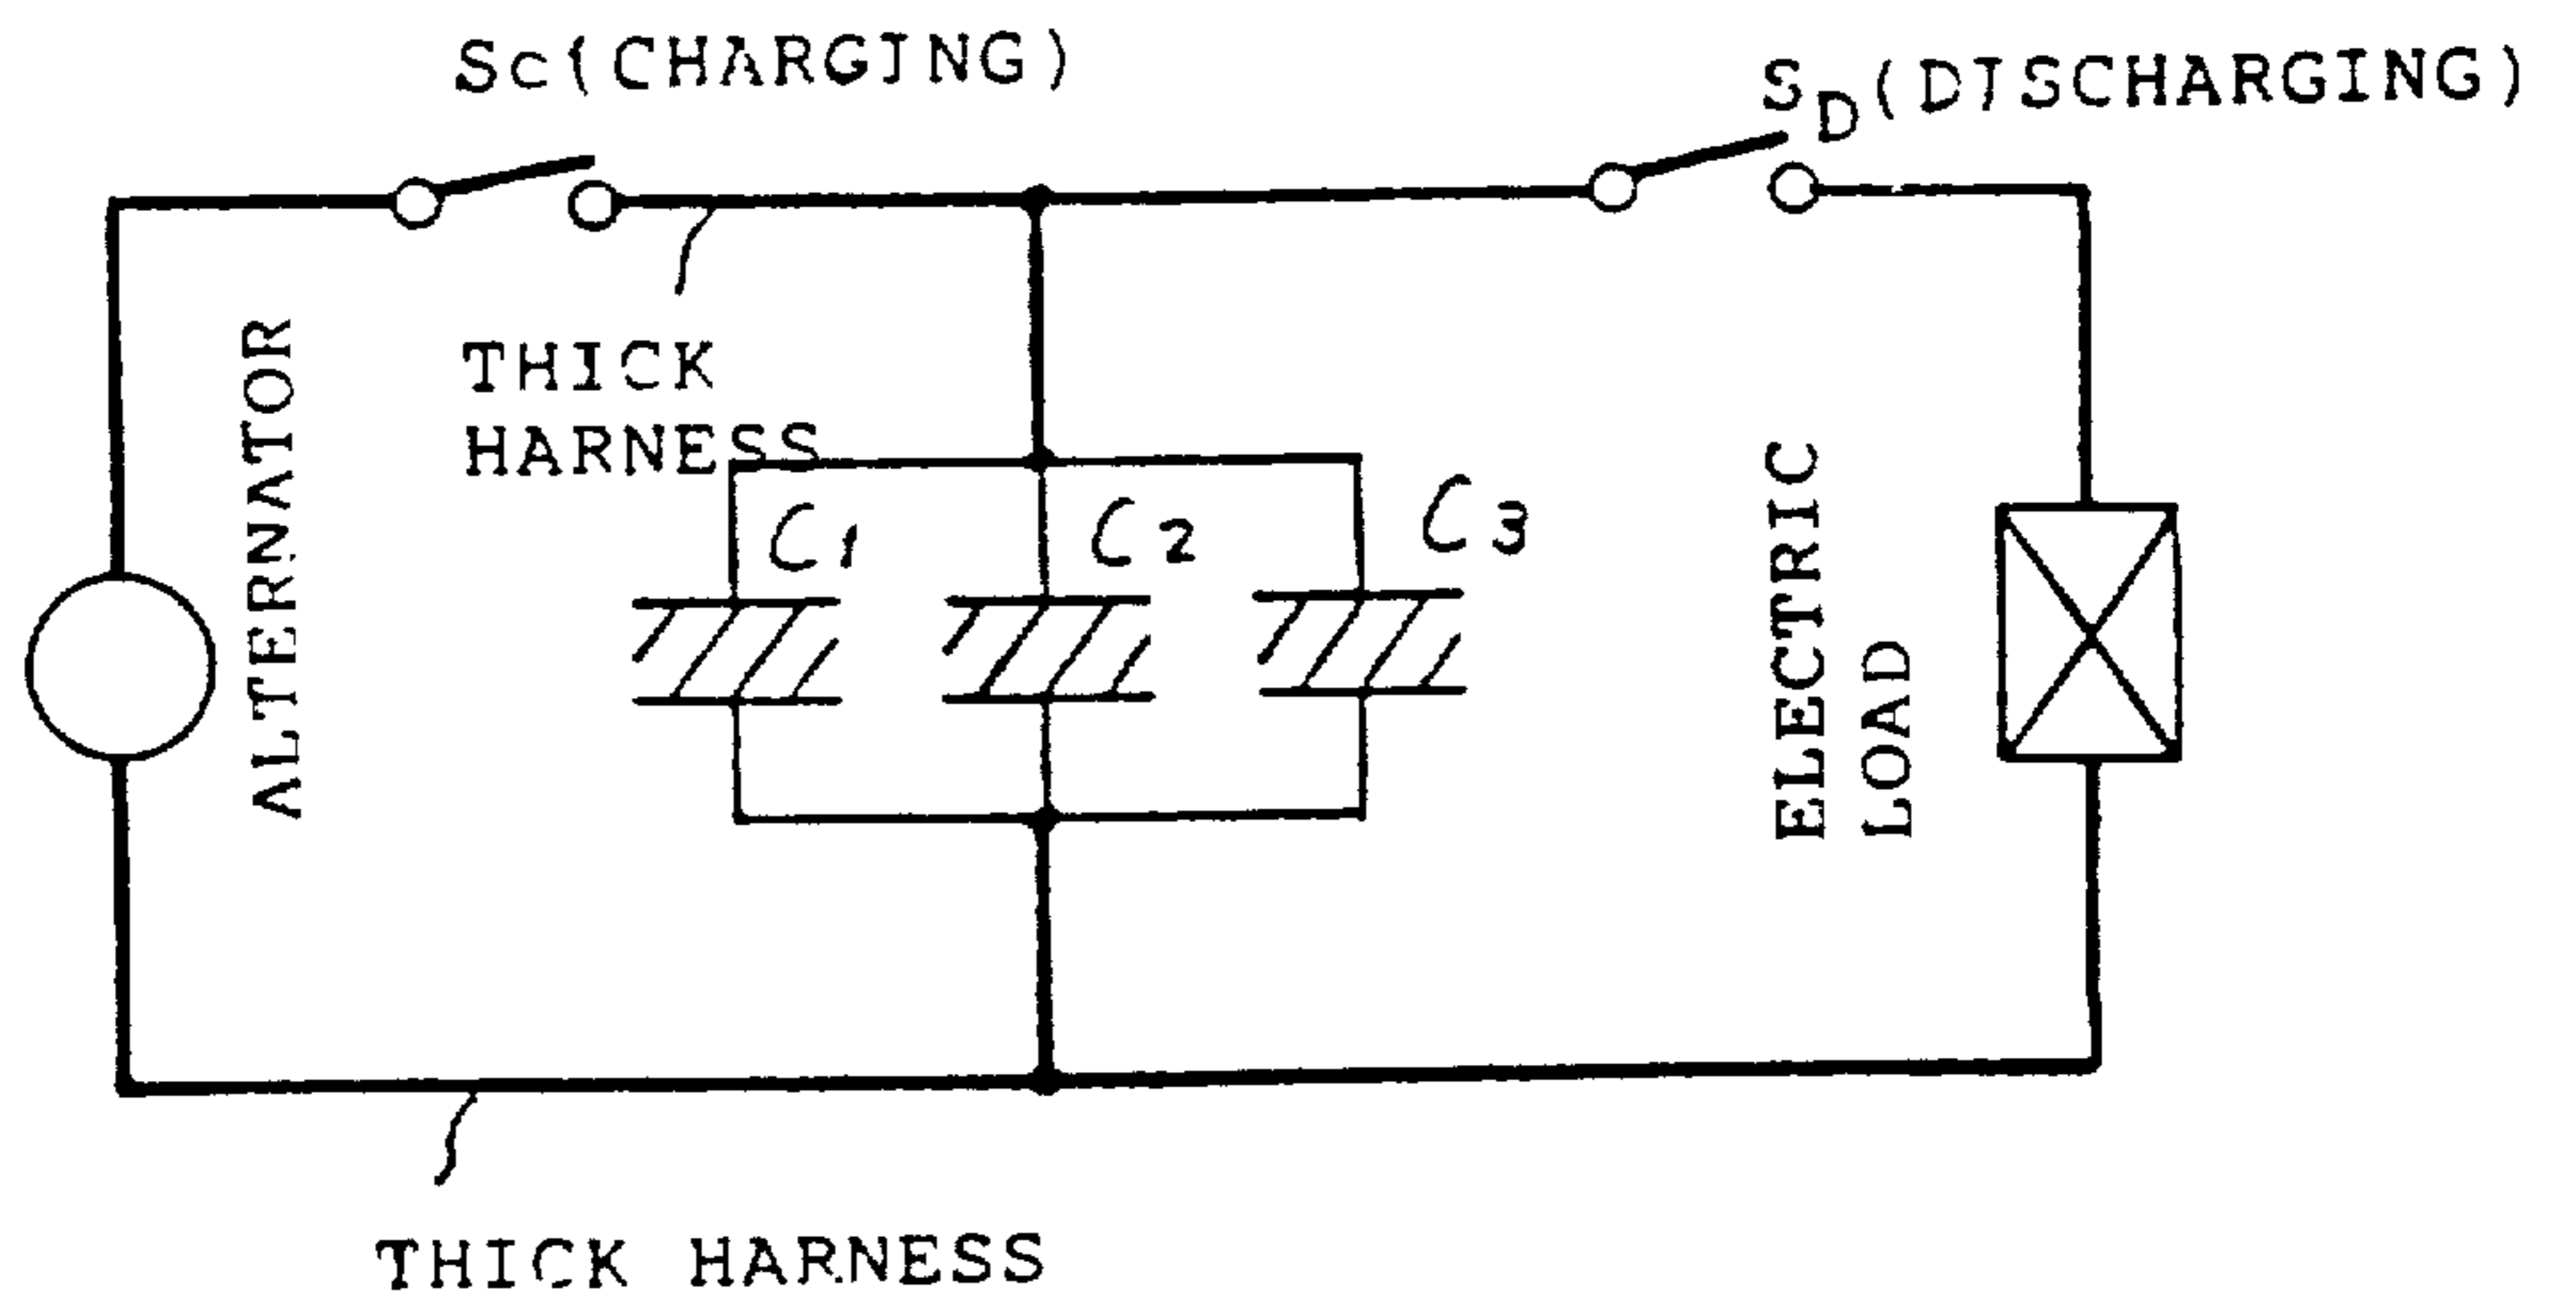 Sc(CHARGING)
SD(DISCHARGING)
THICK
HARNESS
ALTERNATOR
C1
C2
C3
ELECTRIC
LOAD
THICK HARNESS